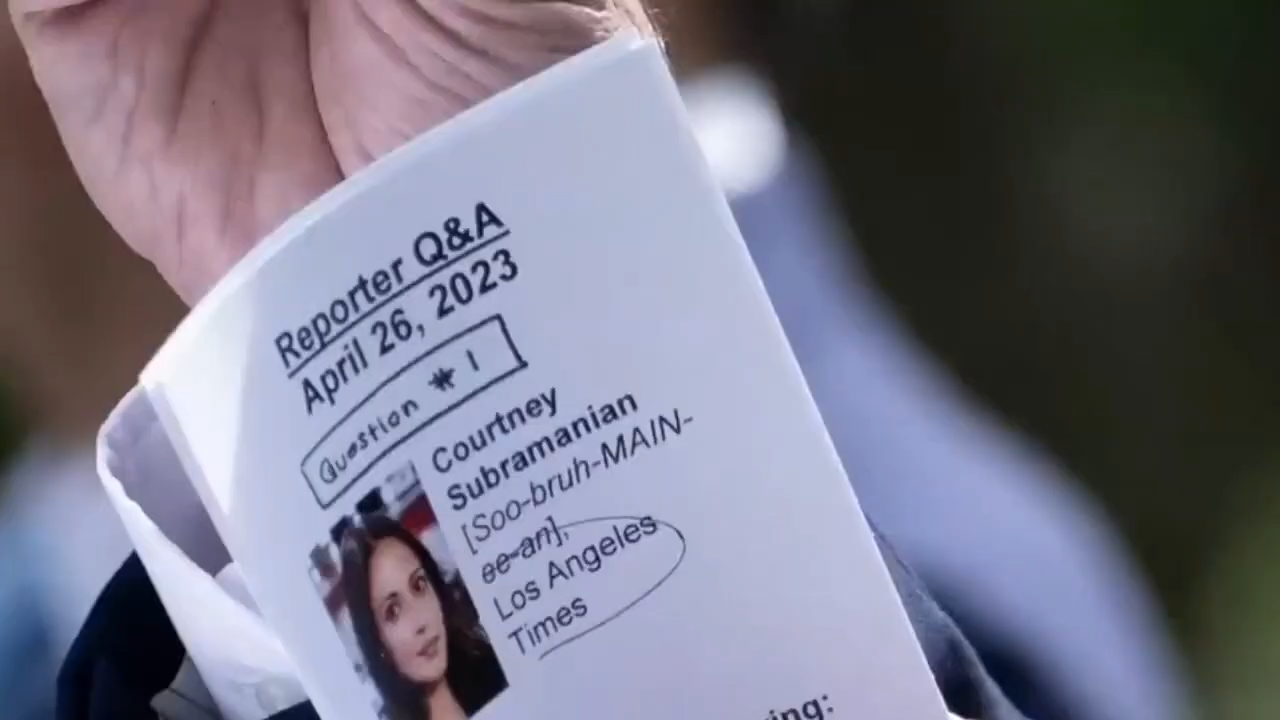 Reporter Q&A
April 26, 2023
Question # 1
Courtney
Subramanian
[Soo-bruh-MAIN-
ee-an],
Los Angeles
Times